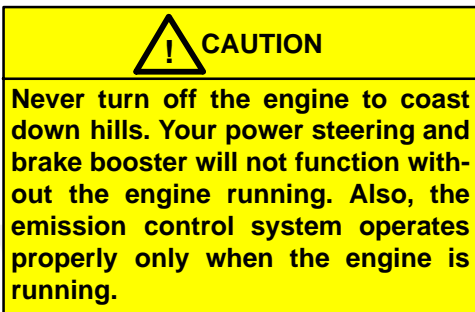 ! CAUTION
Never turn off the engine to coast
down hills. Your power steering and
brake booster will not function with-
out the engine running. Also, the
emission control system operates
properly only when the engine is
running.